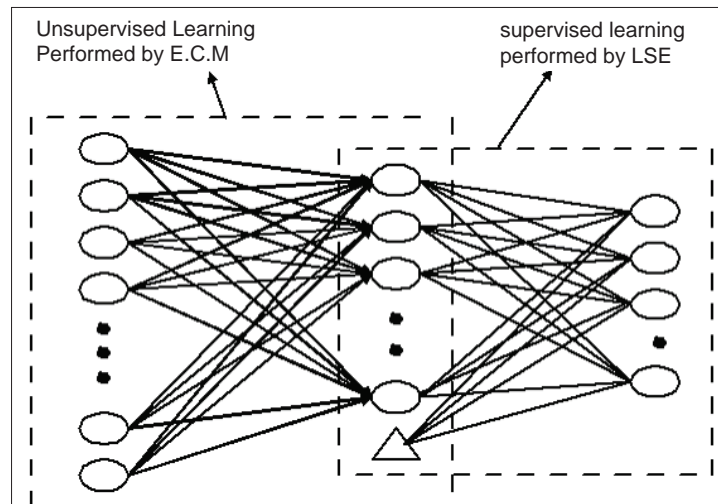 Unsupervised Learning
Performed by E.C.M
supervised learning
performed by LSE